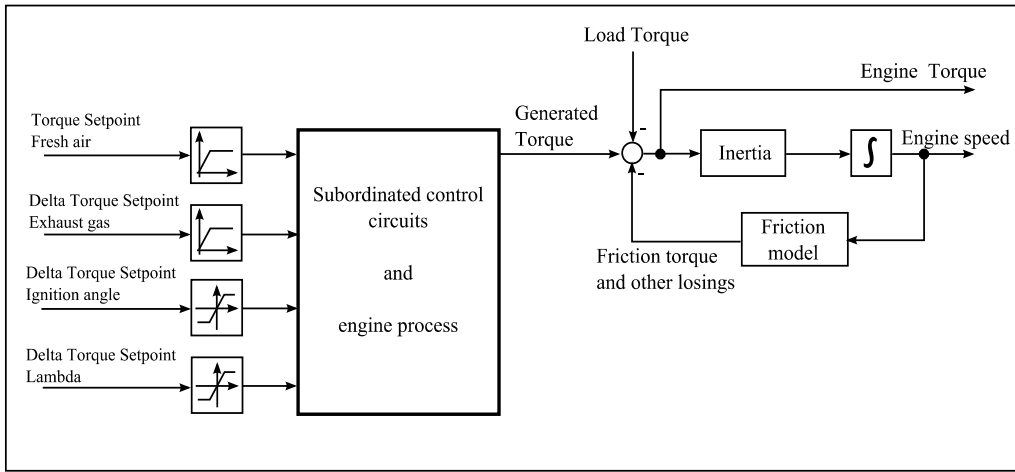 Load Torque
Engine Torque
Generated
Torque
Engine speed
Torque Setpoint
Fresh air
-
Inertia
∫
-
Delta Torque Setpoint
Exhaust gas
Subordinated control
circuits
and
engine process
Friction
model
Friction torque
and other losings
Delta Torque Setpoint
Ignition angle
Delta Torque Setpoint
Lambda